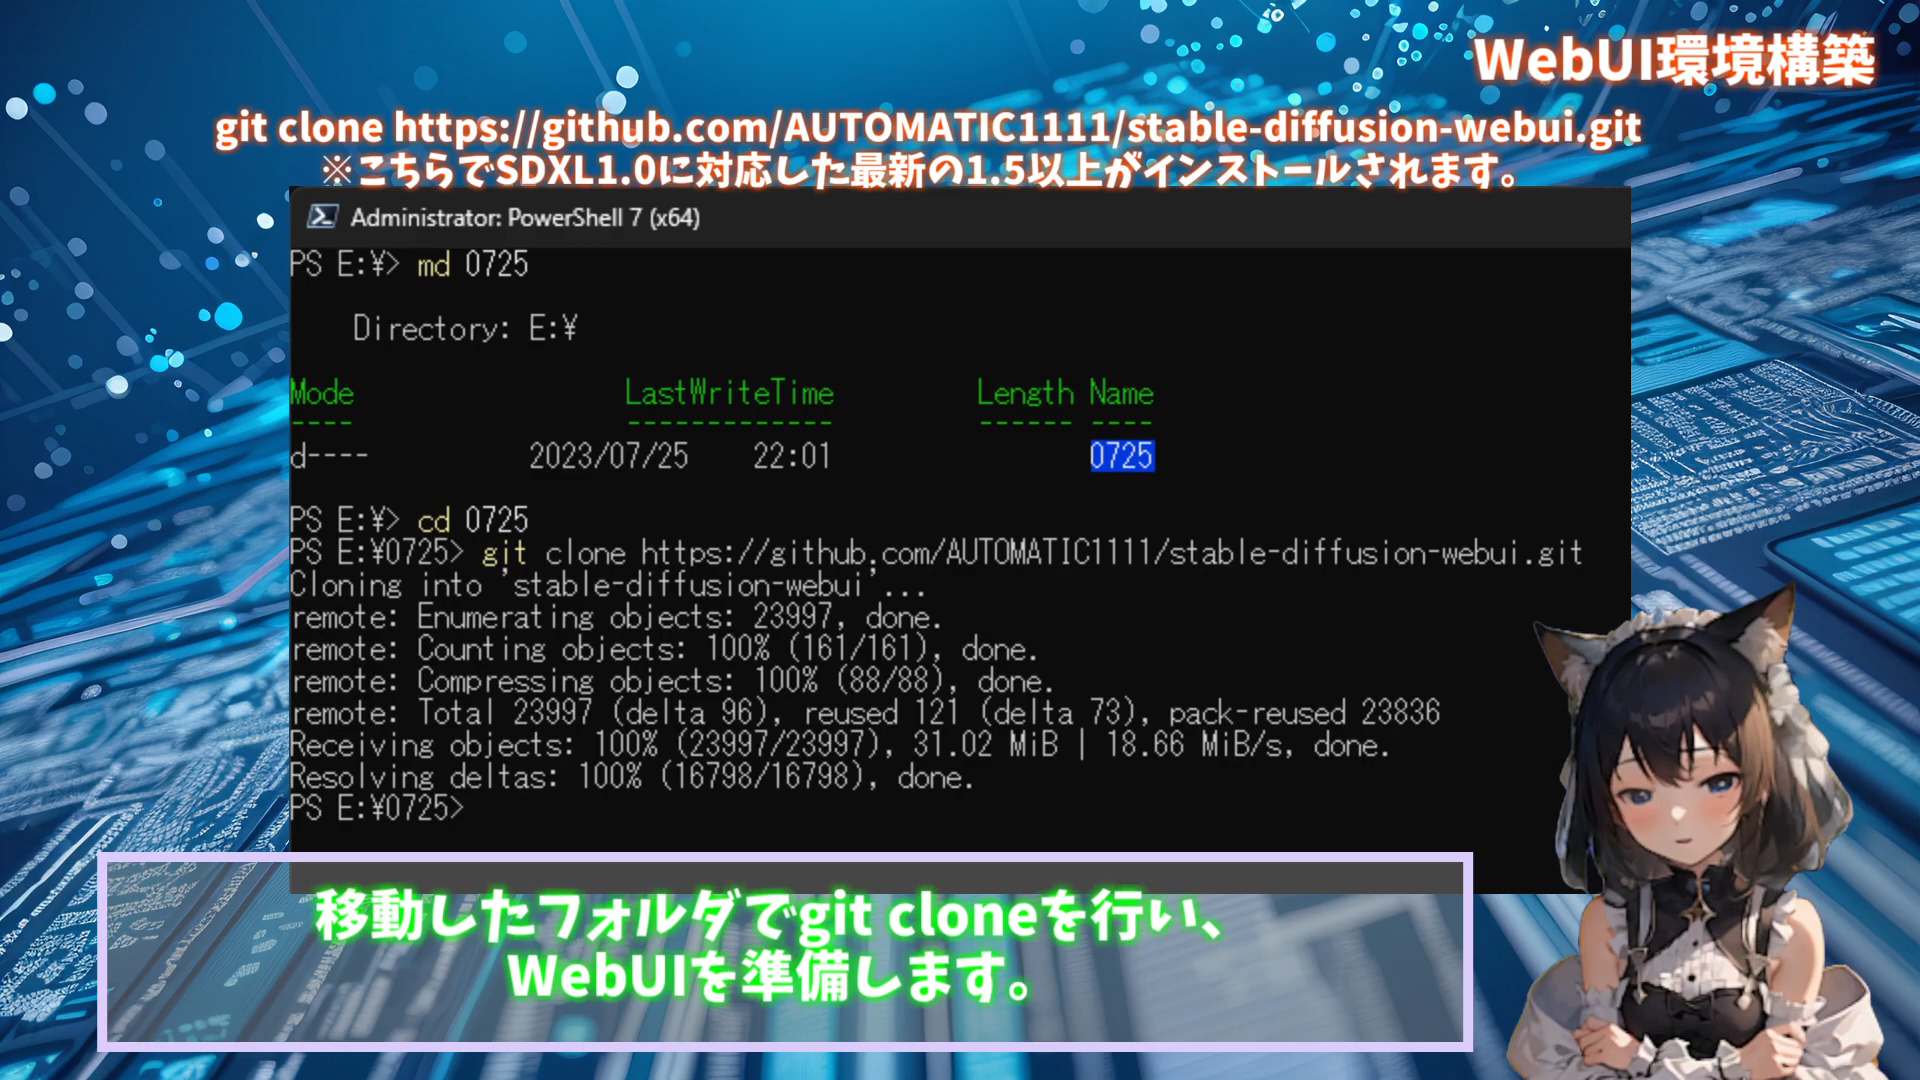 WebUI環境構築
git clone https://github.com/AUTOMATIC1111/stable-diffusion-webui.git
※こちらでSDXL1.0に対応した最新の1.5以上がインストールされます。
Administrator: PowerShell 7 (x64)
PS E:¥> md 0725
Directory: E:¥
Mode LastWriteTime Length Name
---- ------------- ------ ----
d---- 2023/07/25 22:01 0725
PS E:¥> cd 0725
PS E:¥0725> git clone https://github.com/AUTOMATIC1111/stable-diffusion-webui.git
Cloning into 'stable-diffusion-webui'...
remote: Enumerating objects: 23997, done.
remote: Counting objects: 100% (161/161), done.
remote: Compressing objects: 100% (88/88), done.
remote: Total 23997 (delta 96), reused 121 (delta 73), pack-reused 23836
Receiving objects: 100% (23997/23997), 31.02 MiB | 18.66 MiB/s, done.
Resolving deltas: 100% (16798/16798), done.
PS E:¥0725>
移動したフォルダでgit cloneを行い、
WebUIを準備します。